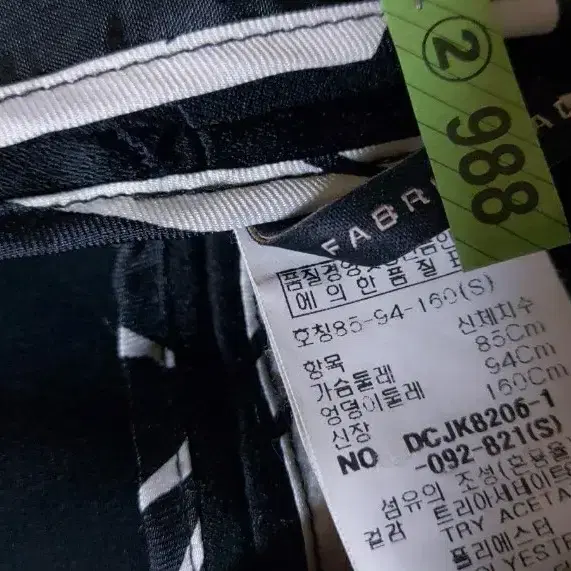 ② 988
FABR
품질경영
에 의한 품질표
호칭85-94-160(S)
항목 신체치수
가슴둘레 85Cm
엉덩이둘레 94Cm
신장 160Cm
NO DCJK8206-1
-092-821(S)
섬유의 조성(혼용율
겉감 트리아세테이트
TRY ACETA
폴리에스터